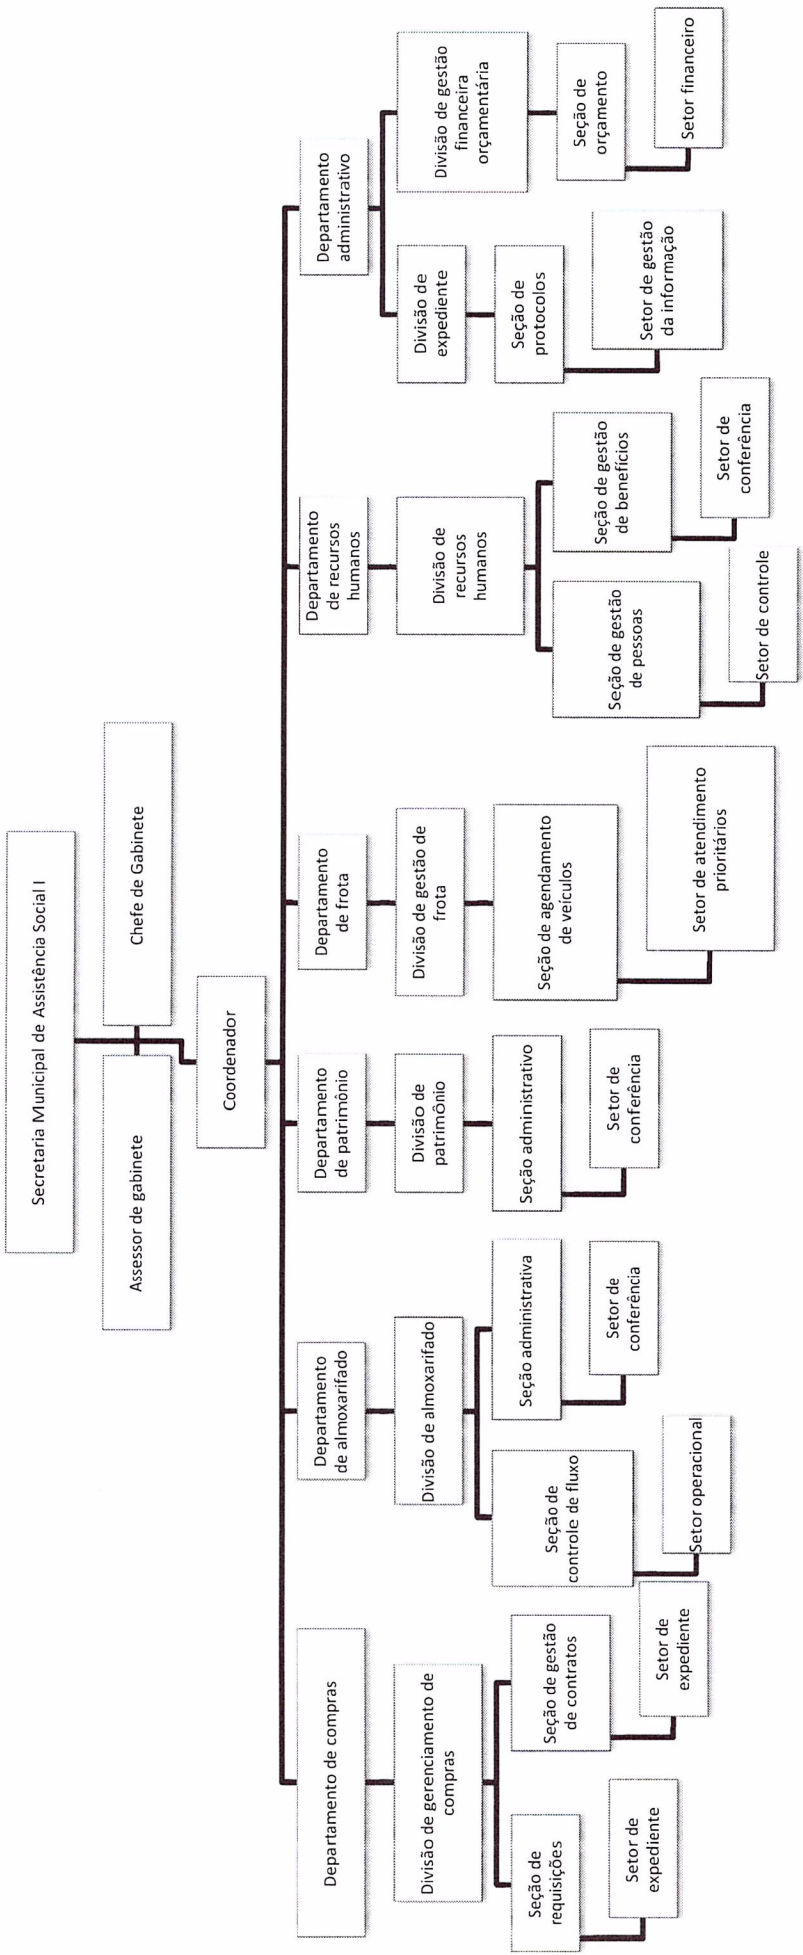 Secretaria Municipal de Assistência Social I
Assessor de gabinete
Chefe de Gabinete
Coordenador
Departamento de compras
Divisão de gerenciamento de
compras
Seção de
requisições
Setor de
expediente
Seção de gestão
de contratos
Setor de
expediente
Departamento
de almoxarifado
Divisão de almoxarifado
Seção de
controle de fluxo
Setor operacional
Seção administrativa
Setor de
conferência
Departamento
de patrimônio
Divisão de
patrimônio
Seção administrativo
Setor de
conferência
Departamento
de frota
Divisão de gestão de
frota
Seção de agendamento
de veículos
Setor de atendimento
prioritários
Departamento
de recursos
humanos
Divisão de
recursos
humanos
Seção de gestão
de pessoas
Setor de controle
Seção de gestão
de benefícios
Setor de
conferência
Departamento
administrativo
Divisão de
expediente
Seção de
protocolos
Setor de gestão
da informação
Divisão de gestão
financeira
orçamentária
Seção de
orçamento
Setor financeiro